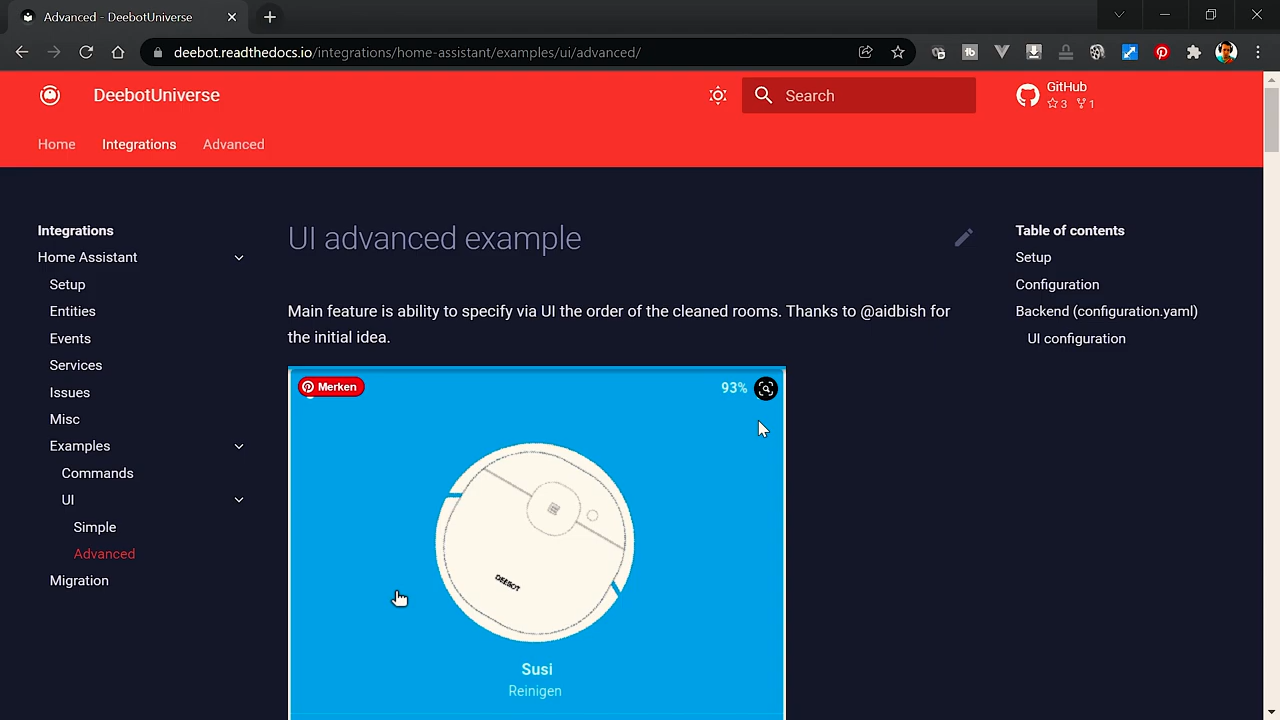 Advanced - DeebotUniverse
deebot.readthedocs.io/integrations/home-assistant/examples/ui/advanced/
DeebotUniverse
Search
GitHub
3 1
Home Integrations Advanced
Integrations
Home Assistant
Setup
Entities
Events
Services
Issues
Misc
Examples
Commands
UI
Simple
Advanced
Migration
UI advanced example
Main feature is ability to specify via UI the order of the cleaned rooms. Thanks to @aidbish for
the initial idea.
Merken
93%
DEEBOT
Susi
Reinigen
Table of contents
Setup
Configuration
Backend (configuration.yaml)
UI configuration